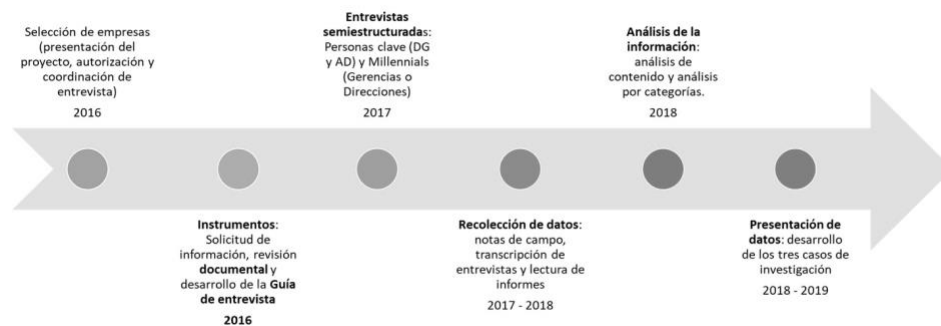 Selección de empresas
(presentación del
proyecto, autorización y
coordinación de
entrevista)
2016
Instrumentos:
Solicitud de
información, revisión
documental y
desarrollo de la Guía
de entrevista
2016
Entrevistas
semiestructuradas:
Personas clave (DG
y AD) y Millennials
(Gerencias o
Direcciones)
2017
Recolección de datos:
notas de campo,
transcripción de
entrevistas y lectura de
informes
2017 - 2018
Análisis de la
información:
análisis de
contenido y análisis
por categorías.
2018
Presentación de
datos: desarrollo
de los tres casos de
investigación
2018 - 2019